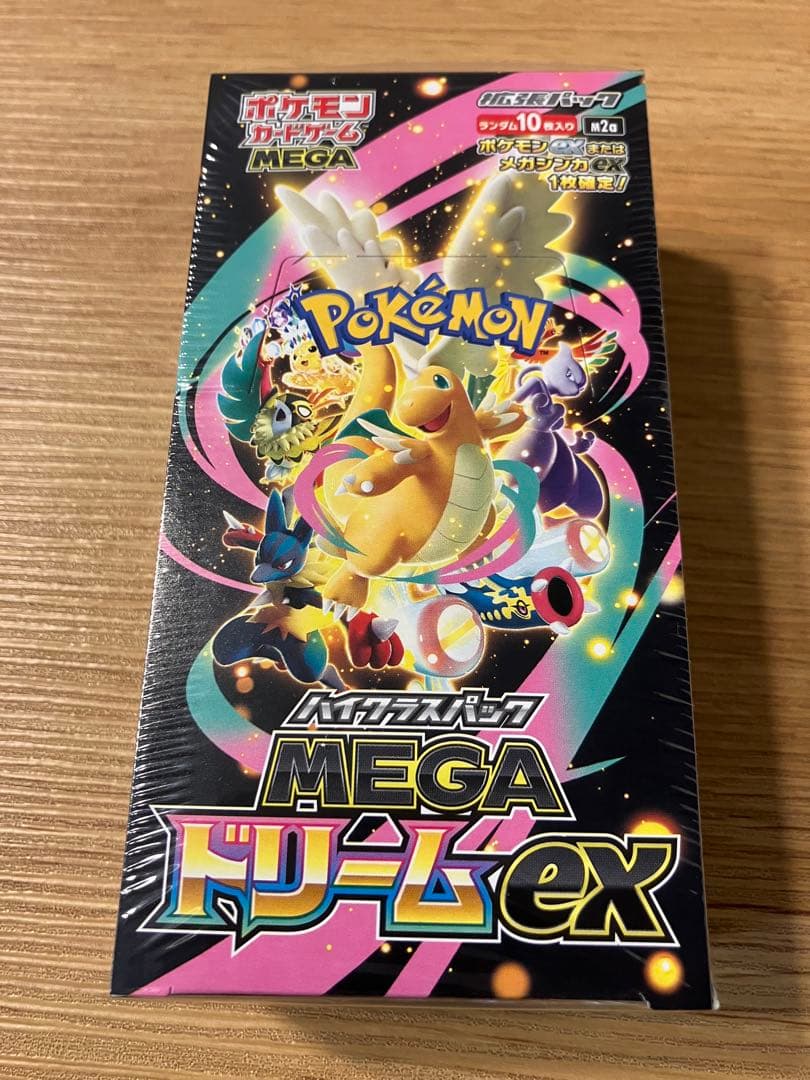 ポケモン
カードゲーム
MEGA
拡張パック
ランダム10枚入り M2a
ポケモンexまたは
メガシンカex
1枚確定!
POKÉMON
TM
ハイクラスパック
MEGA
ドリームex